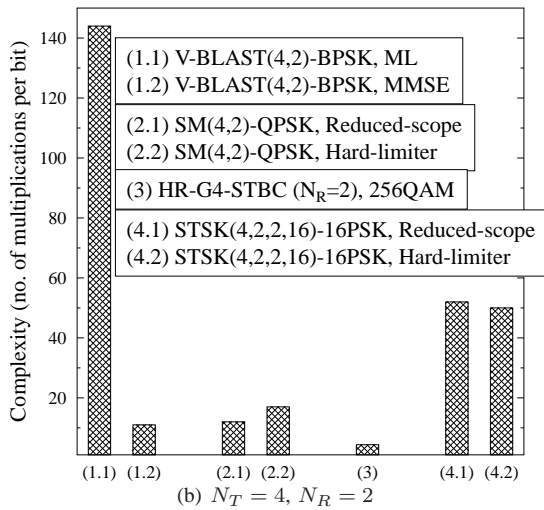 140
120
100
80
60
40
20
Complexity (no. of multiplications per bit)
(1.1) V-BLAST(4,2)-BPSK, ML
(1.2) V-BLAST(4,2)-BPSK, MMSE
(2.1) SM(4,2)-QPSK, Reduced-scope
(2.2) SM(4,2)-QPSK, Hard-limiter
(3) HR-G4-STBC (N_R=2), 256QAM
(4.1) STSK(4,2,2,16)-16PSK, Reduced-scope
(4.2) STSK(4,2,2,16)-16PSK, Hard-limiter
(1.1) (1.2) (2.1) (2.2) (3) (4.1) (4.2)
(b) N_T = 4, N_R = 2